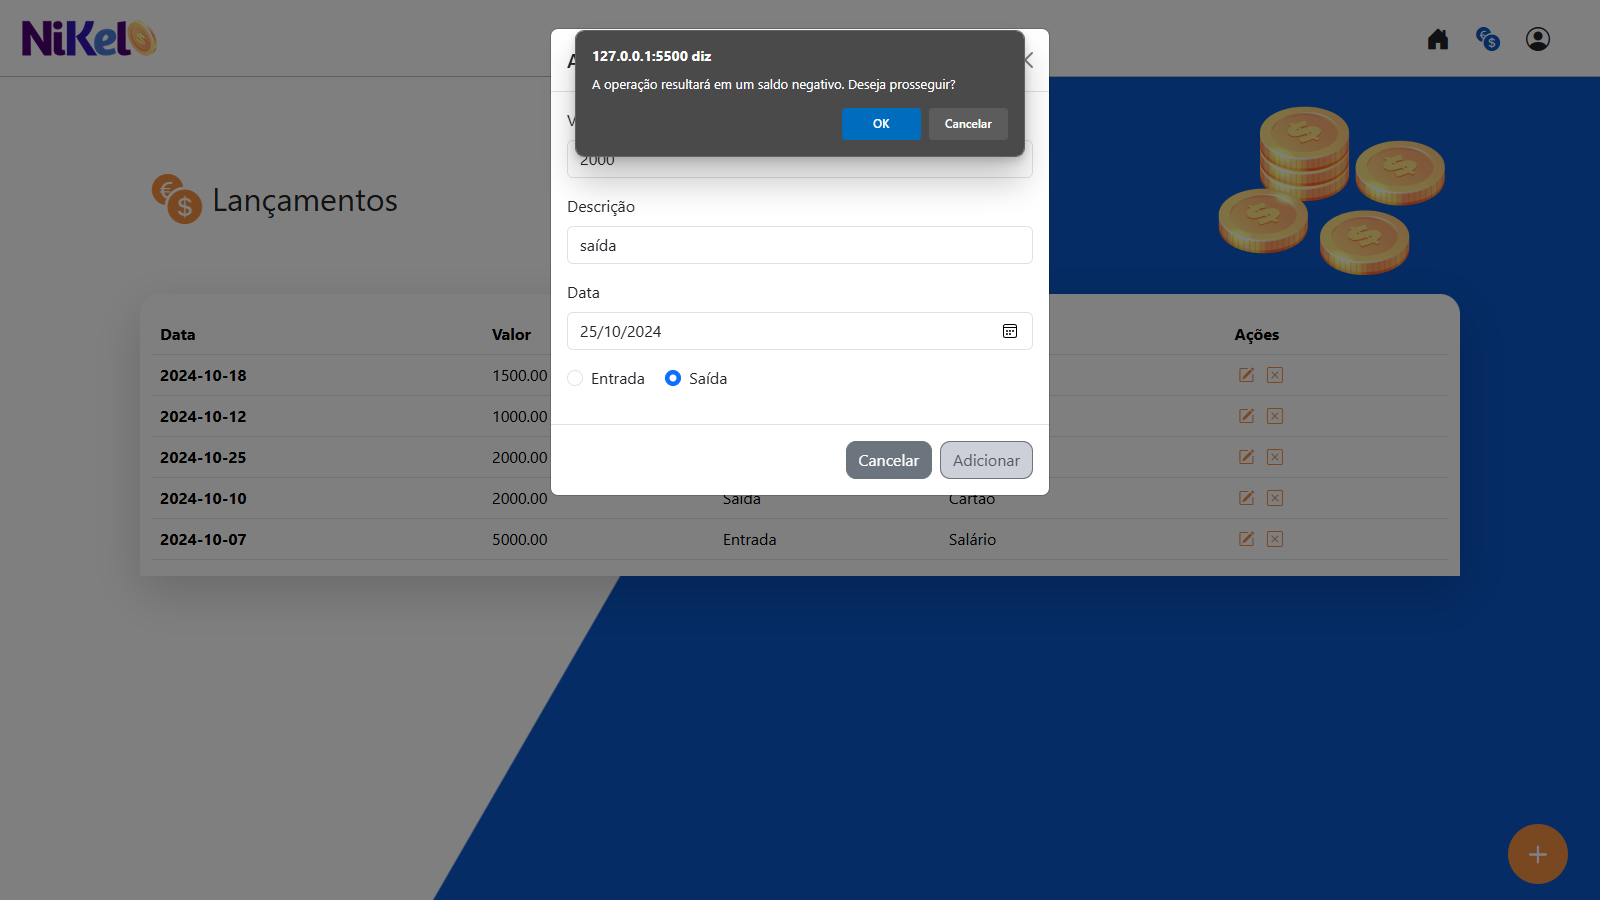 NiKel
127.0.0.1:5500 diz
A operação resultará em um saldo negativo. Deseja prosseguir?
OK Cancelar
2000
Descrição
saída
Data
25/10/2024
Entrada Saída
Cancelar Adicionar
Lançamentos
Data Valor Ações
2024-10-18 1500.00
2024-10-12 1000.00
2024-10-25 2000.00
2024-10-10 2000.00 Saída Cartão
2024-10-07 5000.00 Entrada Salário